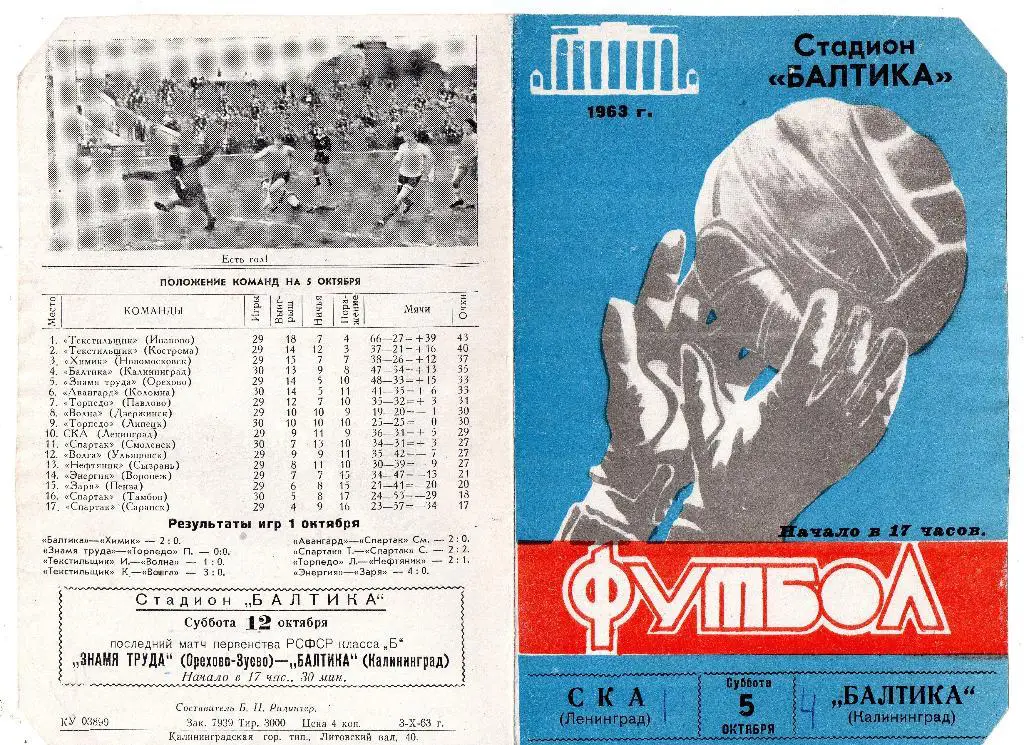 Есть гол!
ПОЛОЖЕНИЕ КОМАНД НА 5 ОКТЯБРЯ
Место КОМАНДЫ Игры Выиг-рыш Ничья Пора-жение Мячи Очки
1. «Текстильщик» (Иваново) 29 18 7 4 66—27= +39 43
2. «Текстильщик» (Кострома) 29 14 12 3 37—21= +16 40
3. «Химик» (Новомосковск) 29 15 7 7 38—26= +12 37
4. «Балтика» (Калининград) 30 13 9 8 47—34= +13 35
5. «Знамя труда» (Орехово) 29 14 5 10 48—33= +15 33
6. «Авангард» (Коломна) 30 14 5 11 41—35= + 6 33
7. «Торпедо» (Павлово) 29 12 7 10 35—32= + 3 31
8. «Волна» (Дзержинск) 29 10 10 9 19—20= — 1 30
9. «Торпедо» (Липецк) 30 10 10 10 25—25= 0 30
10. СКА (Ленинград) 29 9 11 9 36—31= + 5 29
11. «Спартак» (Смоленск) 30 7 13 10 34—31= + 3 27
12. «Волга» (Ульяновск) 29 9 9 11 35—42= — 7 27
13. «Нефтяник» (Сызрань) 29 8 11 10 30—39= — 9 27
14. «Энергия» (Воронеж) 29 7 7 15 34—47= —13 21
15. «Заря» (Пенза) 29 6 8 15 21—41= —20 20
16. «Спартак» (Тамбов) 30 5 8 17 24—53= —29 18
17. «Спартак» (Саранск) 29 4 9 16 23—57= —34 17
Результаты игр 1 октября
«Балтика»—«Химик» — 2:0.
«Знамя труда»—«Торпедо» П. — 0:0.
«Текстильщик» И.—«Волна» — 1:0.
«Текстильщик» К.—«Волга» — 3:0.
«Авангард»—«Спартак» См. — 2:0.
«Спартак» Т.—«Спартак» С. — 2:2.
«Торпедо» Л.—«Нефтяник» — 2:1.
«Энергия»—«Заря» — 4:0.
Стадион „БАЛТИКА“
Суббота 12 октября
последний матч первенства РСФСР класса „Б“
„ЗНАМЯ ТРУДА“ (Орехово-Зуево)—„БАЛТИКА“ (Калининград)
Начало в 17 час., 30 мин.
Составитель Б. Н.
КУ 03899 Зак. 7939 Тир. 3000 Цена 4 коп. 3-X-63 г.
Калининградская гор. тип., Литовский вал, 40.
Стадион
«БАЛТИКА»
1963 г.
Начало в 17 часов.
ФУТБОЛ
СКА
(Ленинград)
1
Суббота
5
ОКТЯБРЯ
4
„БАЛТИКА“
(Калининград)